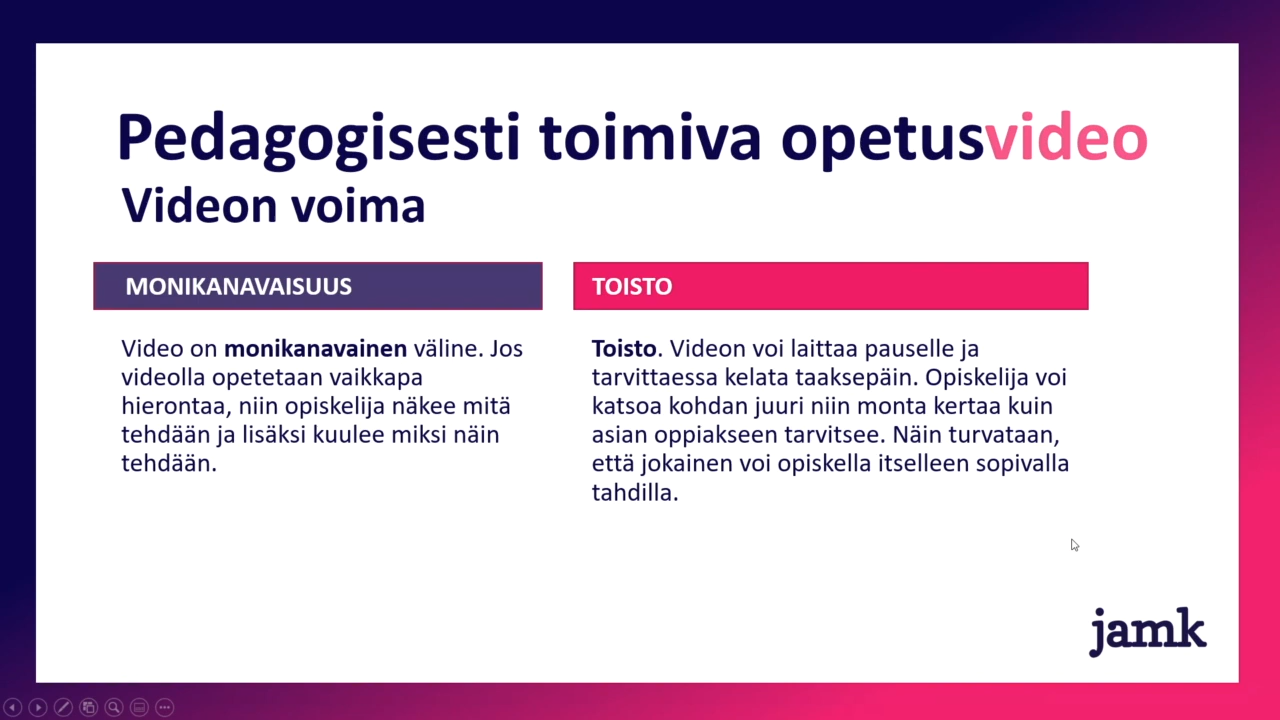 Pedagogisesti toimiva opetusvideo
Videon voima
MONIKANAVAISUUS
Video on monikanavainen väline. Jos
videolla opetetaan vaikkapa
hierontaa, niin opiskelija näkee mitä
tehdään ja lisäksi kuulee miksi näin
tehdään.
TOISTO
Toisto. Videon voi laittaa pauselle ja
tarvittaessa kelata taaksepäin. Opiskelija voi
katsoa kohdan juuri niin monta kertaa kuin
asian oppiakseen tarvitsee. Näin turvataan,
että jokainen voi opiskella itselleen sopivalla
tahdilla.
jamk